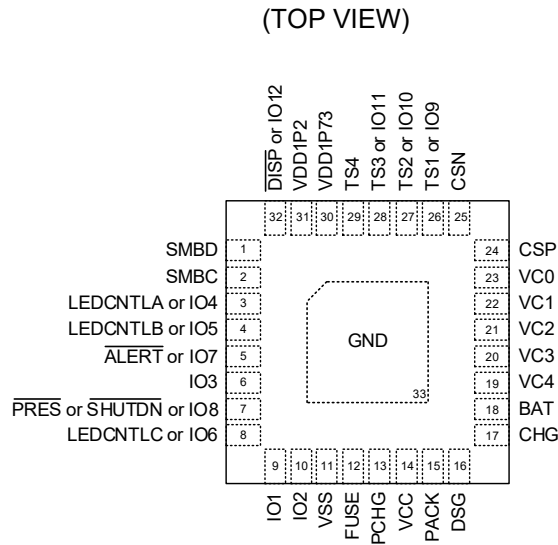 (TOP VIEW)
DISP or IO12
VDD1P2
VDD1P73
TS4
TS3 or IO11
TS2 or IO10
TS1 or IO9
CSN
32 31 30 29 28 27 26 25
SMBD 1
SMBC 2
LEDCNTLA or IO4 3
LEDCNTLB or IO5 4
ALERT or IO7 5
IO3 6
PRES or SHUTDN or IO8 7
LEDCNTLC or IO6 8
GND
33
24 CSP
23 VC0
22 VC1
21 VC2
20 VC3
19 VC4
18 BAT
17 CHG
9 10 11 12 13 14 15 16
IO1
IO2
VSS
FUSE
PCHG
VCC
PACK
DSG